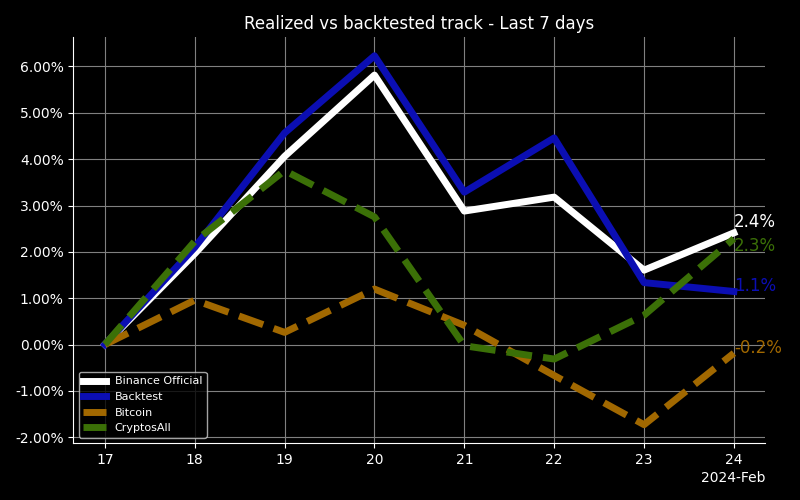 Realized vs backtested track - Last 7 days
6.00%
5.00%
4.00%
3.00%
2.00%
1.00%
0.00%
-1.00%
-2.00%
2.4%
2.3%
1.1%
-0.2%
Binance Official
Backtest
Bitcoin
CryptosAll
17 18 19 20 21 22 23 24
2024-Feb